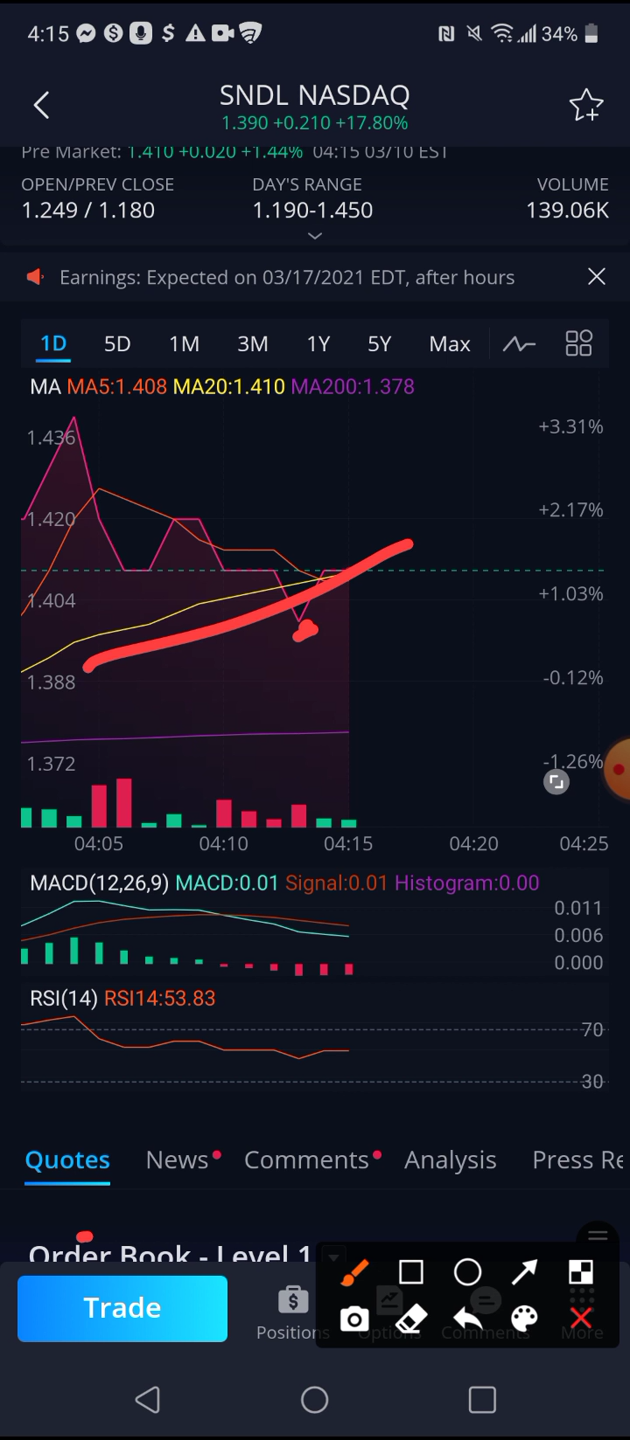 4:15 34%
SNDL NASDAQ
1.390 +0.210 +17.80%
Pre Market: 1.410 +0.020 +1.44% 04:15 03/10 EST
OPEN/PREV CLOSE DAY'S RANGE VOLUME
1.249 / 1.180 1.190-1.450 139.06K
Earnings: Expected on 03/17/2021 EDT, after hours
1D 5D 1M 3M 1Y 5Y Max
MA MA5:1.408 MA20:1.410 MA200:1.378
1.436 +3.31%
1.420 +2.17%
1.404 +1.03%
1.388 -0.12%
1.372 -1.26%
04:05 04:10 04:15 04:20 04:25
MACD(12,26,9) MACD:0.01 Signal:0.01 Histogram:0.00
0.011
0.006
0.000
RSI(14) RSI14:53.83
70
30
Quotes News Comments Analysis Press Re
Order Book - Level 1
Trade
Positions Options Comments More